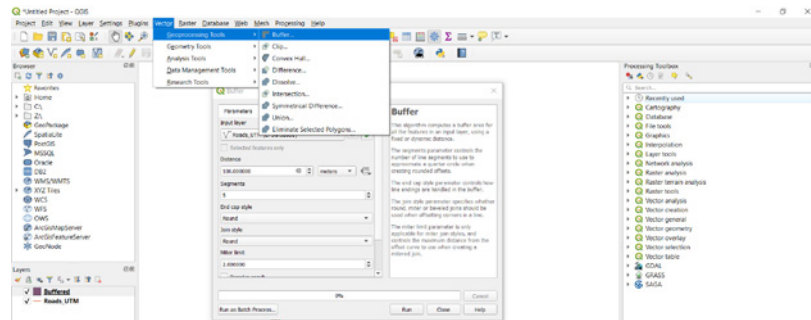 *Untitled Project - QGIS
Project Edit View Layer Settings Plugins Vector Raster Database Web Mesh Processing Help
Geoprocessing Tools
Geometry Tools
Analysis Tools
Data Management Tools
Research Tools
Buffer...
Clip...
Convex Hull...
Difference...
Dissolve...
Intersection...
Symmetrical Difference...
Union...
Eliminate Selected Polygons...
Browser
Favorites
Home
C:\
Z:\
GeoPackage
SpatiaLite
PostGIS
MSSQL
Oracle
DB2
WMS/WMTS
XYZ Tiles
WCS
WFS
OWS
ArcGisMapServer
ArcGisFeatureServer
GeoNode
Layers
Buffered
Roads_UTM
Buffer
Parameters
Input layer
Selected features only
Distance
100.000000
meters
Segments
5
End cap style
Round
Join style
Round
Miter limit
2.000000
Buffer
This algorithm computes a buffer area for
all the features in an input layer, using a
fixed or dynamic distance.
The segments parameter controls the
number of line segments to use to
approximate a quarter circle when
creating rounded offsets.
The end cap style parameter controls how
line endings are handled in the buffer.
The join style parameter specifies whether
round, miter or beveled joins should be
used when offsetting corners in a line.
The miter limit parameter is only
applicable for miter join styles, and
controls the maximum distance from the
offset curve to use when creating a
mitered join.
0%
Cancel
Run as Batch Process...
Run
Close
Help
Processing Toolbox
Search...
Recently used
Cartography
Database
File tools
Graphics
Interpolation
Layer tools
Network analysis
Raster analysis
Raster terrain analysis
Raster tools
Vector analysis
Vector creation
Vector general
Vector geometry
Vector overlay
Vector selection
Vector table
GDAL
GRASS
SAGA